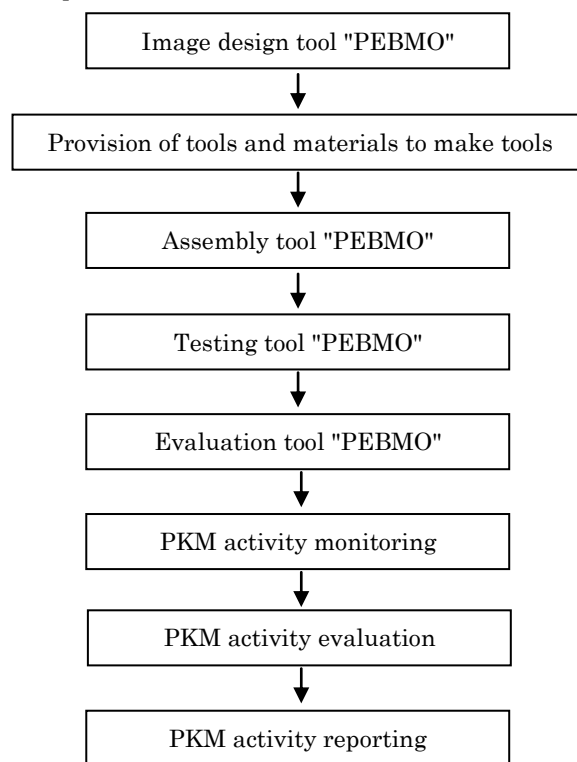 Image design tool "PEBMO"
Provision of tools and materials to make tools
Assembly tool "PEBMO"
Testing tool "PEBMO"
Evaluation tool "PEBMO"
PKM activity monitoring
PKM activity evaluation
PKM activity reporting